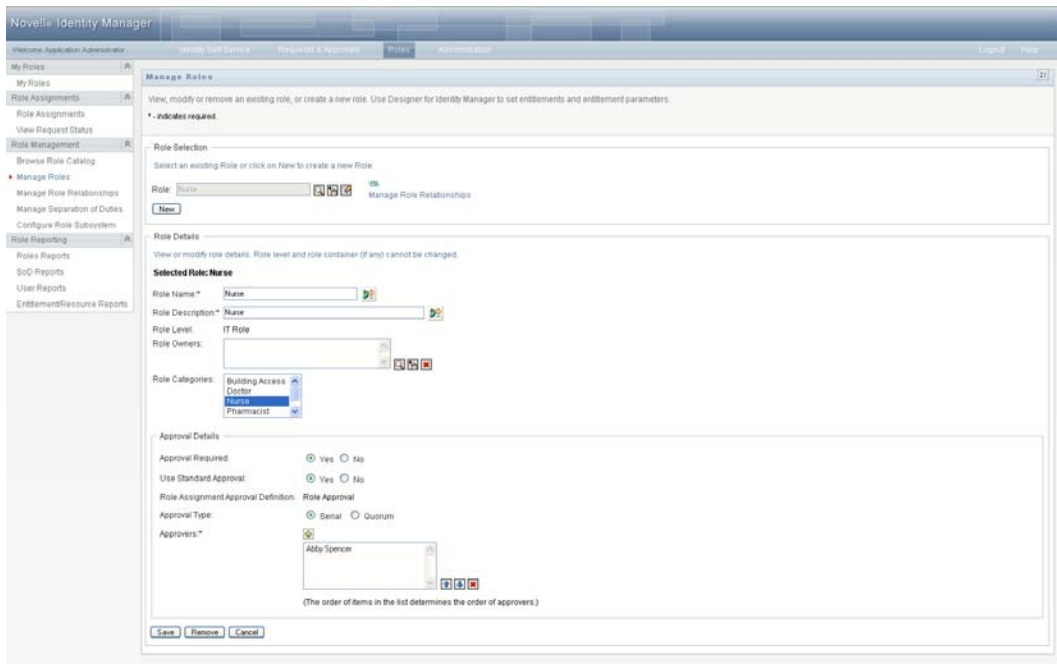 Novell® Identity Manager
Welcome Application Administrator
Identity Self-Service Requests & Approvals Roles Administration Logout Help
My Roles
My Roles
Role Assignments
Role Assignments
View Request Status
Role Management
Browse Role Catalog
Manage Roles
Manage Role Relationships
Manage Separation of Duties
Configure Role Subsystem
Role Reporting
Roles Reports
SoD Reports
User Reports
Entitlement/Resource Reports
Manage Roles
View, modify or remove an existing role, or create a new role. Use Designer for Identity Manager to set entitlements and entitlement parameters.
* - indicates required.
Role Selection
Select an existing Role or click on New to create a new Role.
Role: Nurse
Manage Role Relationships
New
Role Details
View or modify role details. Role level and role container (if any) cannot be changed.
Selected Role: Nurse
Role Name:* Nurse
Role Description:* Nurse
Role Level: IT Role
Role Owners:
Role Categories: Building Access
Doctor
Nurse
Pharmacist
Approval Details
Approval Required: Yes No
Use Standard Approval: Yes No
Role Assignment Approval Definition: Role Approval
Approval Type: Serial Quorum
Approvers:*
Abby Spencer
(The order of items in the list determines the order of approvers.)
Save Remove Cancel